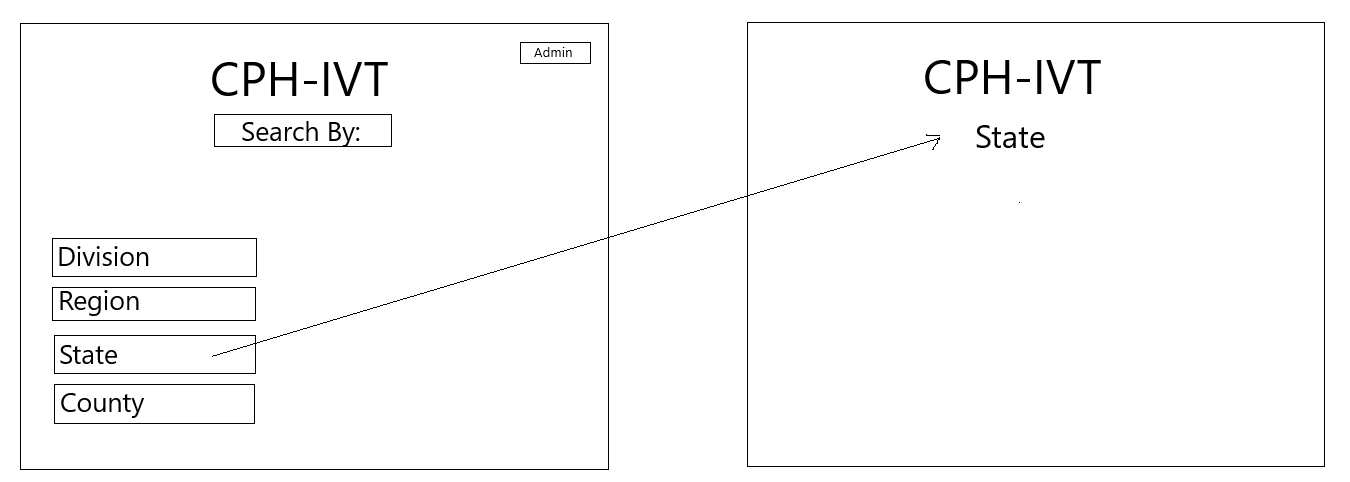 Admin
CPH-IVT
Search By:
Division
Region
State
County
CPH-IVT
State